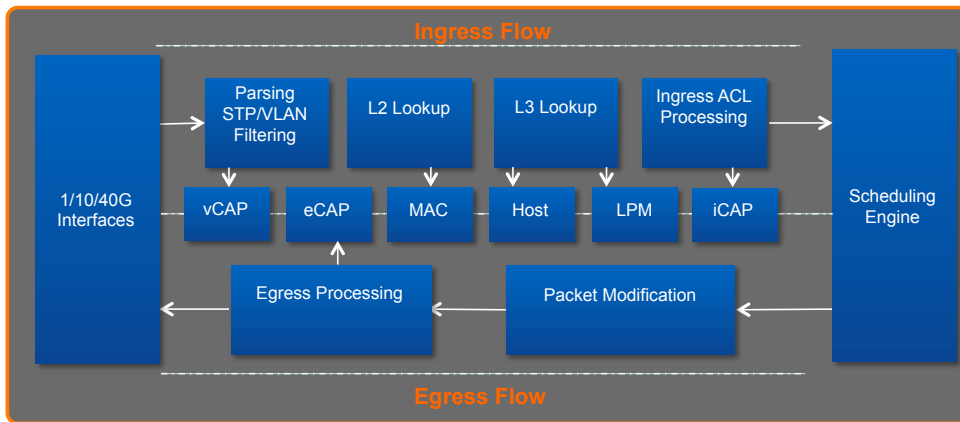 Ingress Flow
1/10/40G
Interfaces
Parsing
STP/VLAN
Filtering
L2 Lookup
L3 Lookup
Ingress ACL
Processing
Scheduling
Engine
vCAP
eCAP
MAC
Host
LPM
iCAP
Egress Processing
Packet Modification
Egress Flow